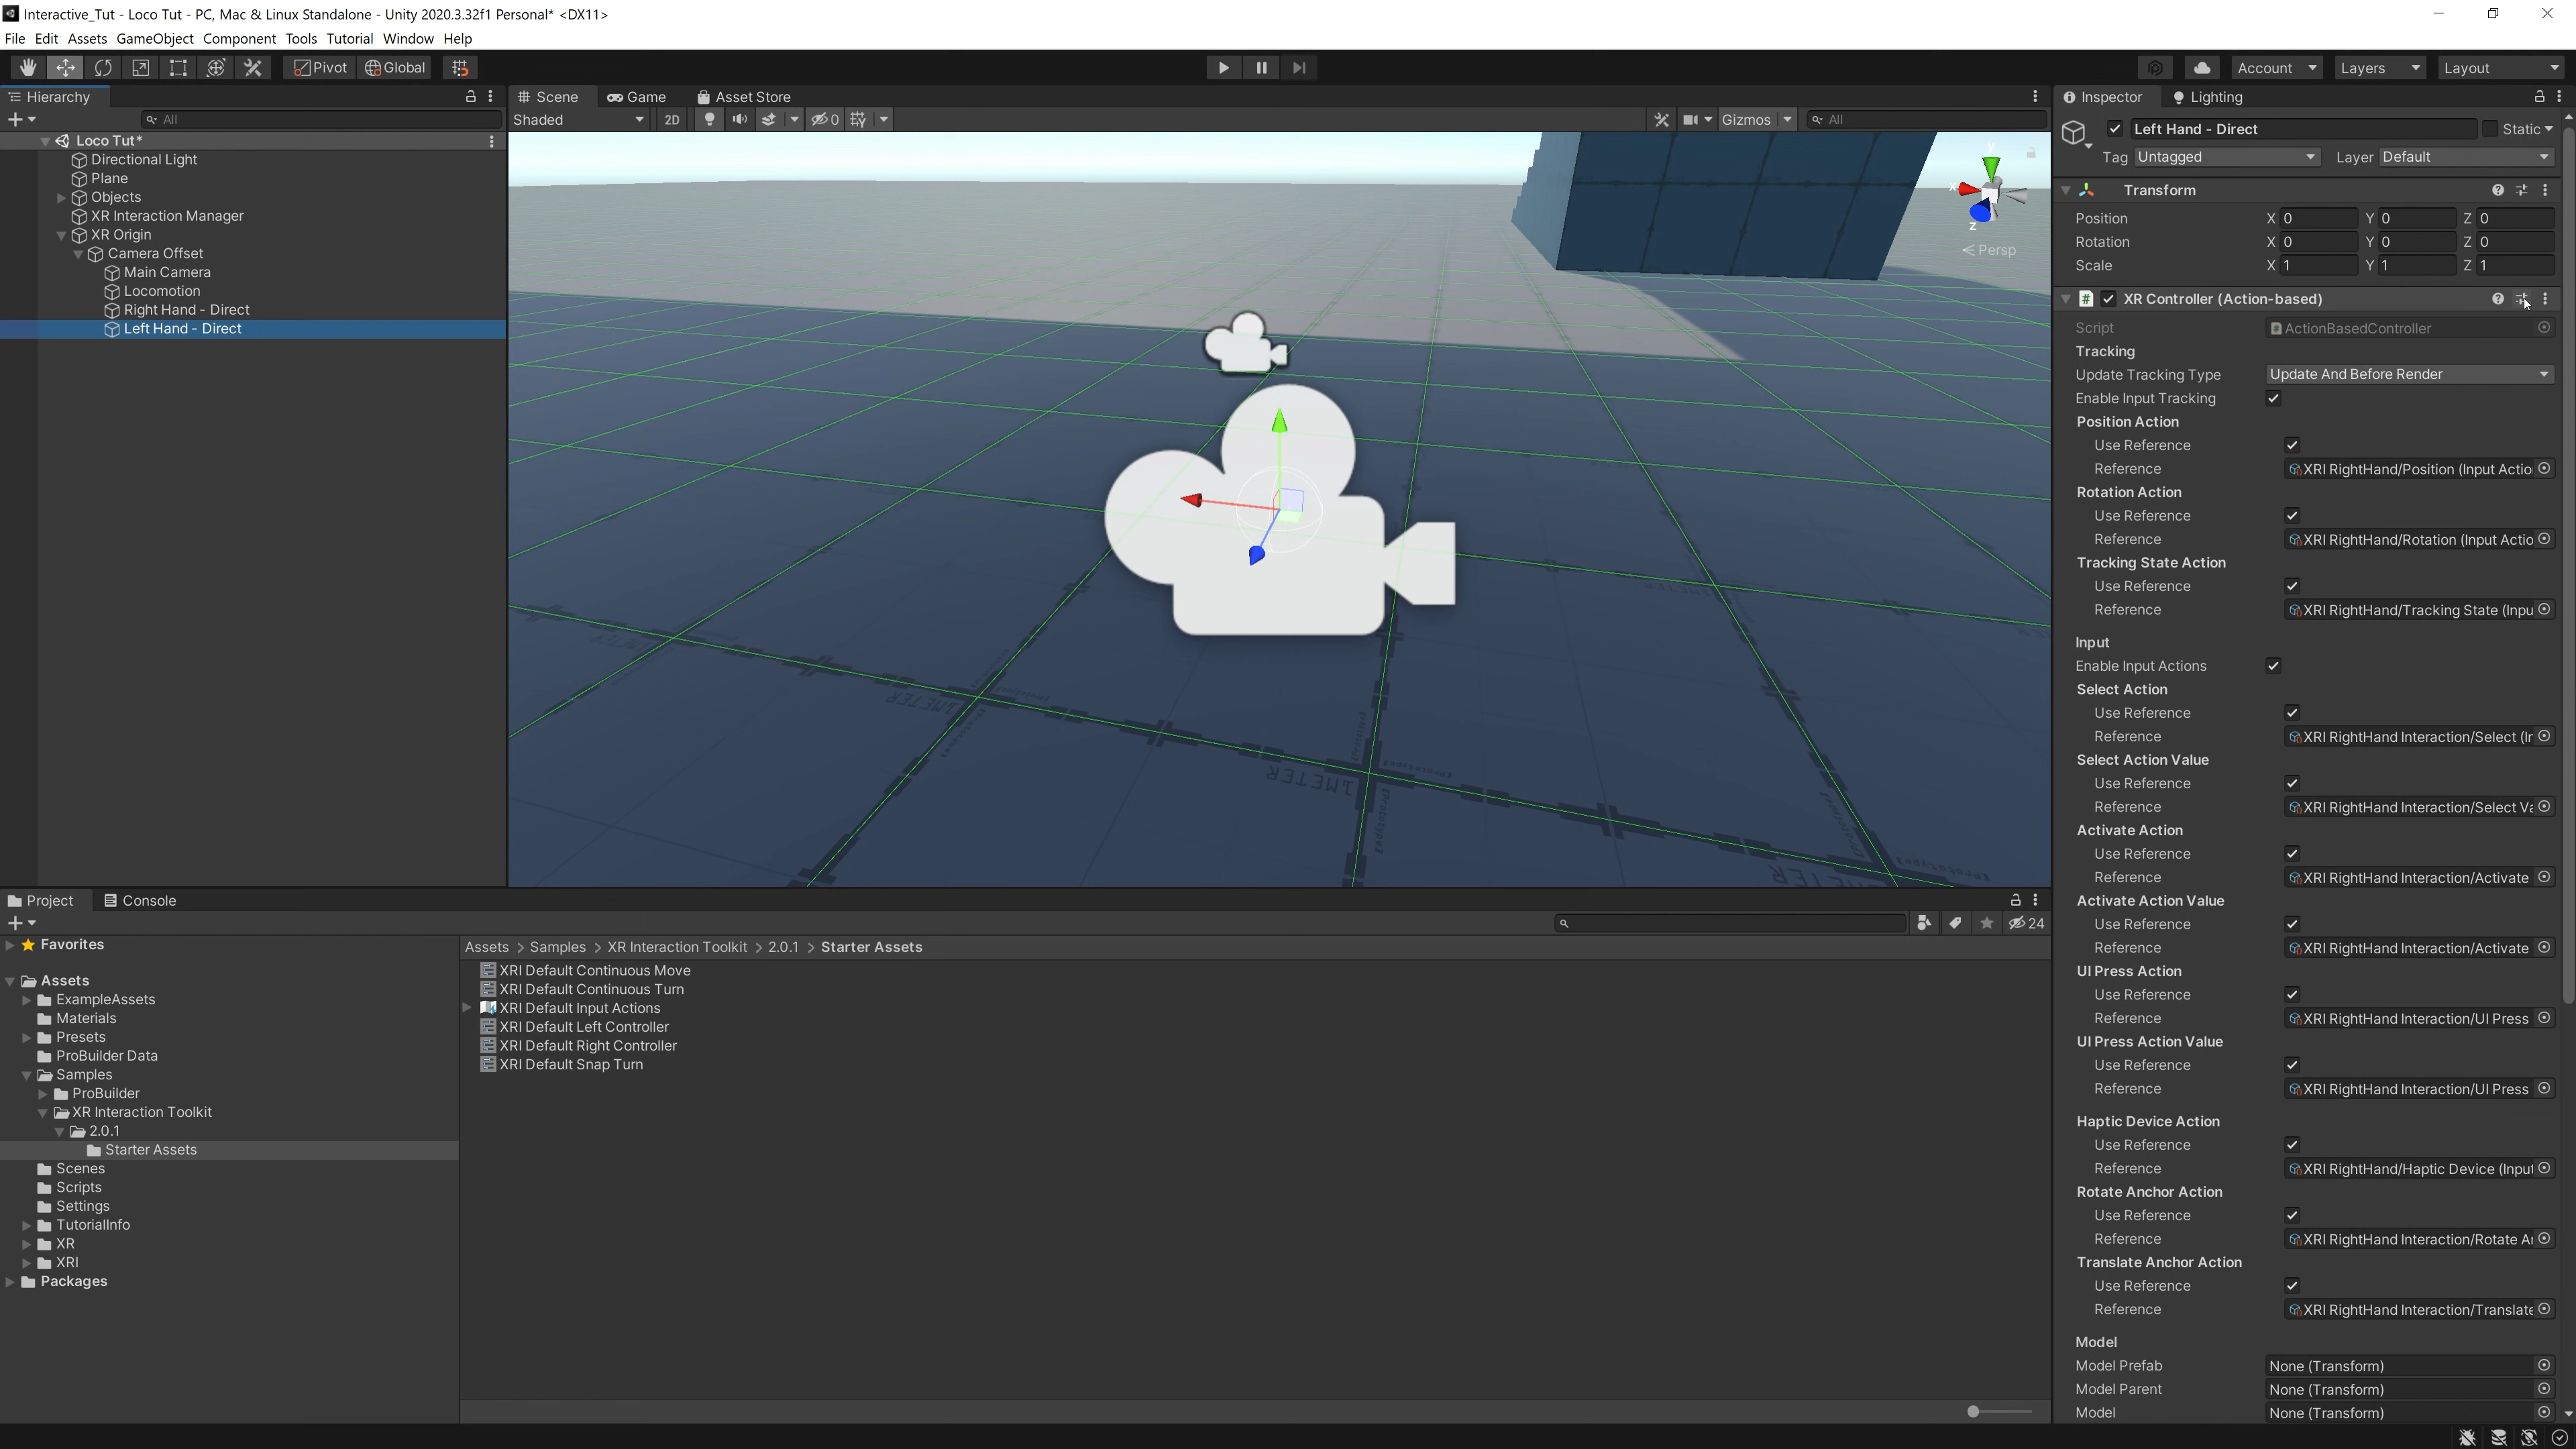 Interactive_Tut - Loco Tut - PC, Mac & Linux Standalone - Unity 2020.3.32f1 Personal* <DX11>
File Edit Assets GameObject Component Tools Tutorial Window Help
Pivot Global Account Layers Layout
Hierarchy
All
Loco Tut*
Directional Light
Plane
Objects
XR Interaction Manager
XR Origin
Camera Offset
Main Camera
Locomotion
Right Hand - Direct
Left Hand - Direct
Scene Game Asset Store
Shaded 2D 0 Gizmos All
y
x
z
Persp
1METER
1METER
Inspector Lighting
Left Hand - Direct Static
Tag Untagged Layer Default
Transform
Position X 0 Y 0 Z 0
Rotation X 0 Y 0 Z 0
Scale X 1 Y 1 Z 1
XR Controller (Action-based)
Script ActionBasedController
Tracking
Update Tracking Type Update And Before Render
Enable Input Tracking
Position Action
Use Reference
Reference XRI RightHand/Position (Input Actio
Rotation Action
Use Reference
Reference XRI RightHand/Rotation (Input Actio
Tracking State Action
Use Reference
Reference XRI RightHand/Tracking State (Inpu
Input
Enable Input Actions
Select Action
Use Reference
Reference XRI RightHand Interaction/Select (Ir
Select Action Value
Use Reference
Reference XRI RightHand Interaction/Select Va
Activate Action
Use Reference
Reference XRI RightHand Interaction/Activate
Activate Action Value
Use Reference
Reference XRI RightHand Interaction/Activate
UI Press Action
Use Reference
Reference XRI RightHand Interaction/UI Press
UI Press Action Value
Use Reference
Reference XRI RightHand Interaction/UI Press
Haptic Device Action
Use Reference
Reference XRI RightHand/Haptic Device (Input
Rotate Anchor Action
Use Reference
Reference XRI RightHand Interaction/Rotate Ar
Translate Anchor Action
Use Reference
Reference XRI RightHand Interaction/Translate
Model
Model Prefab None (Transform)
Model Parent None (Transform)
Model None (Transform)
Project Console
24
Favorites
Assets
ExampleAssets
Materials
Presets
ProBuilder Data
Samples
ProBuilder
XR Interaction Toolkit
2.0.1
Starter Assets
Scenes
Scripts
Settings
TutorialInfo
XR
XRI
Packages
Assets > Samples > XR Interaction Toolkit > 2.0.1 > Starter Assets
XRI Default Continuous Move
XRI Default Continuous Turn
XRI Default Input Actions
XRI Default Left Controller
XRI Default Right Controller
XRI Default Snap Turn